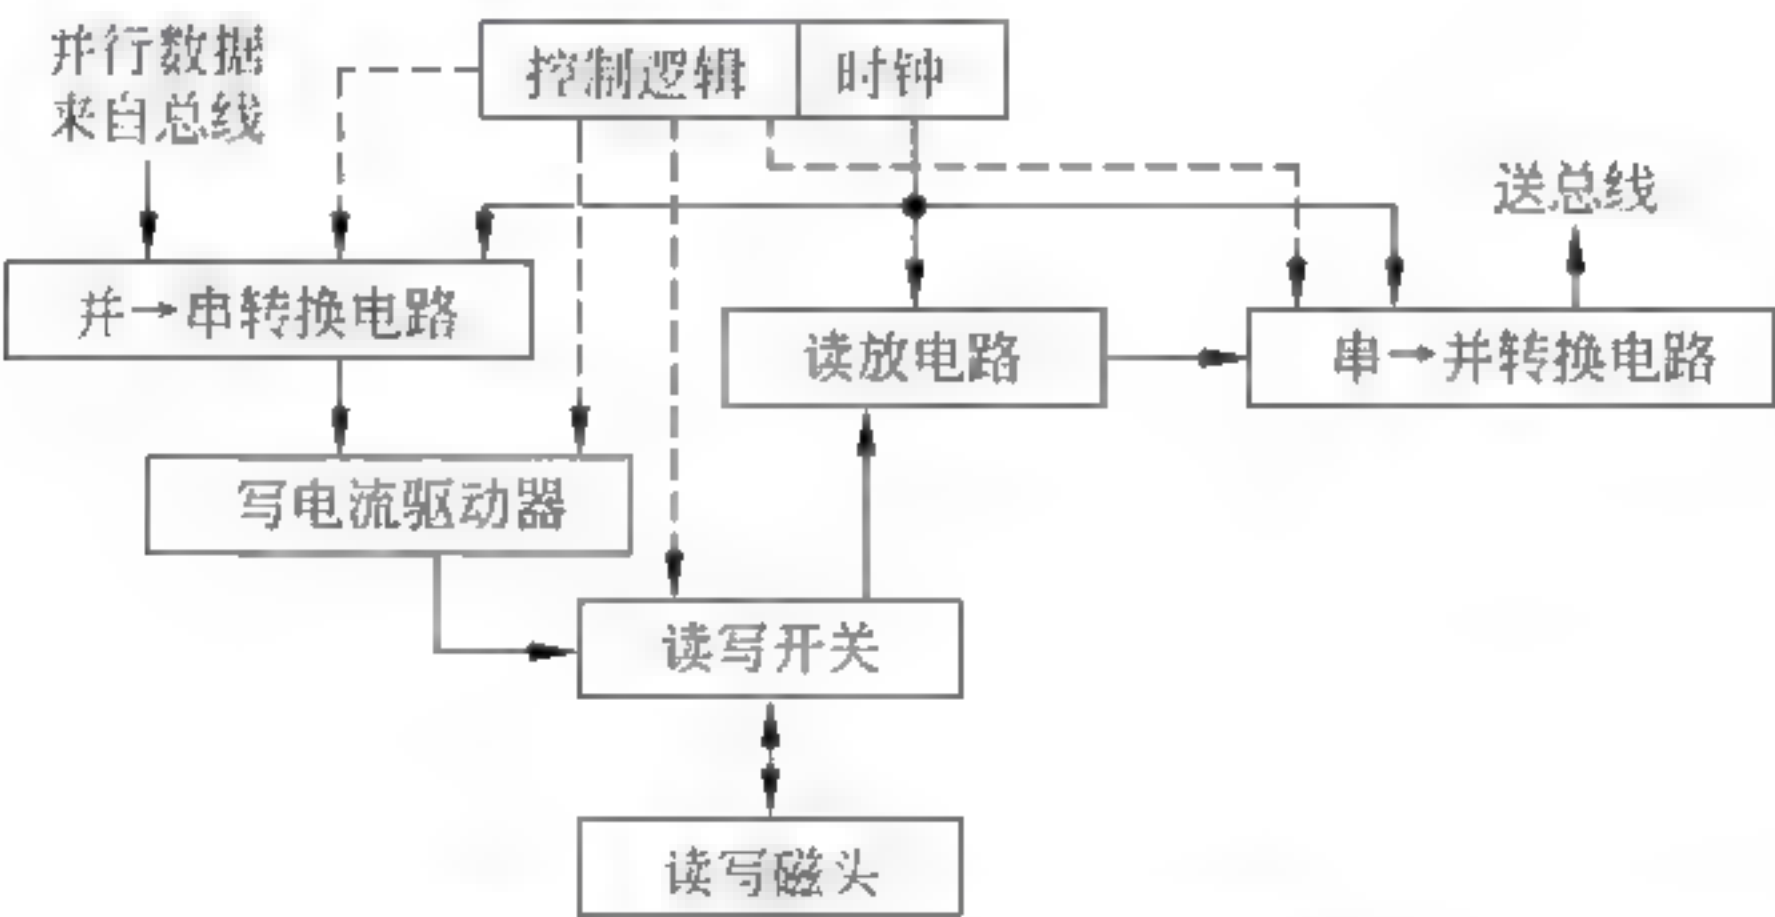 并行数据
来自总线
控制逻辑
时钟
送总线
并→串转换电路
读放电路
串→并转换电路
写电流驱动器
读写开关
读写磁头